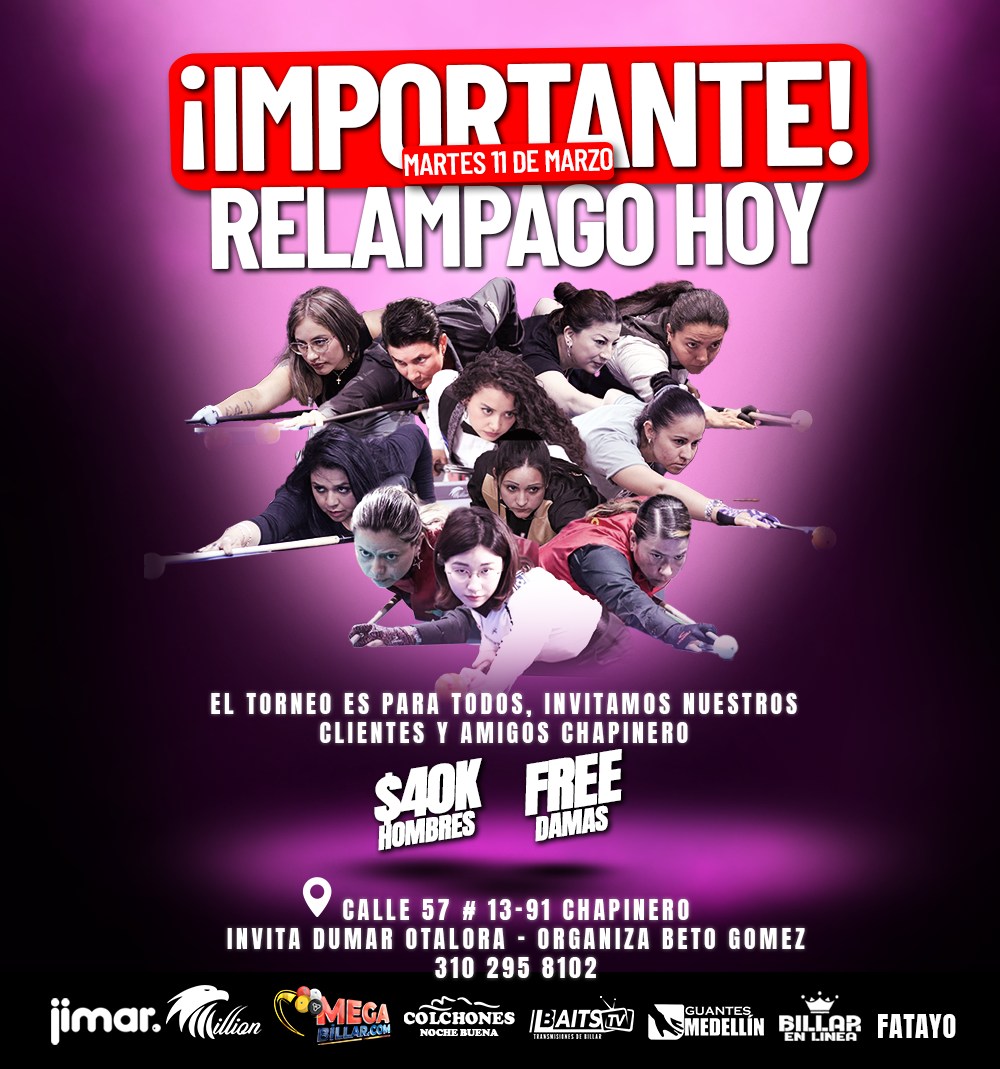 ¡IMPORTANTE!
MARTES 11 DE MARZO
RELAMPAGO HOY
EL TORNEO ES PARA TODOS, INVITAMOS NUESTROS
CLIENTES Y AMIGOS CHAPINERO
$40K
HOMBRES
FREE
DAMAS
CALLE 57 # 13-91 CHAPINERO
INVITA DUMAR OTALORA - ORGANIZA BETO GOMEZ
310 295 8102
jimar.
Million
MEGA
BILLAR.COM
COLCHONES
NOCHE BUENA
BAITS TV
TRANSMISIONES DE BILLAR
GUANTES
MEDELLÍN
BILLAR
EN LINEA
FATAYO